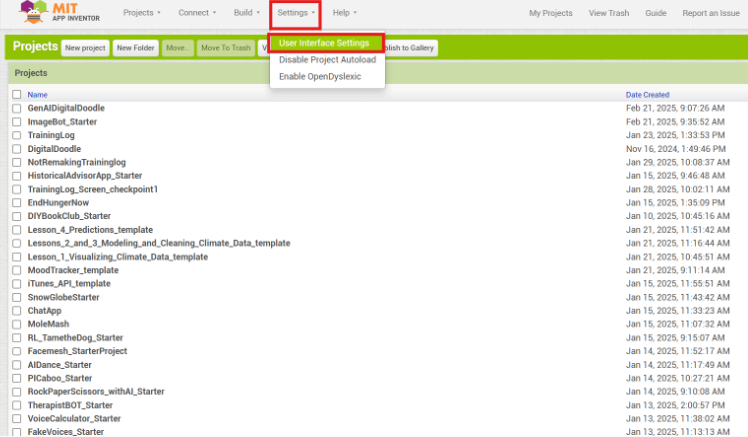 MIT
APP INVENTOR
Projects Connect Build Settings Help My Projects View Trash Guide Report an Issue
Projects New project New Folder Move.. Move To Trash
User Interface Settings
Disable Project Autoload
Enable OpenDyslexic
Projects
Name Date Created
GenAIDigitalDoodle Feb 21, 2025, 9:07:26 AM
ImageBot_Starter Feb 21, 2025, 9:35:52 AM
TrainingLog Jan 23, 2025, 1:33:53 PM
DigitalDoodle Nov 16, 2024, 1:49:46 PM
NotRemakingTraininglog Jan 29, 2025, 10:08:37 AM
HistoricalAdvisorApp_Starter Jan 15, 2025, 9:46:48 AM
TrainingLog_Screen_checkpoint1 Jan 28, 2025, 10:02:11 AM
EndHungerNow Jan 15, 2025, 1:35:09 PM
DIYBookClub_Starter Jan 10, 2025, 10:45:16 AM
Lesson_4_Predictions_template Jan 21, 2025, 11:51:42 AM
Lessons_2_and_3_Modeling_and_Cleaning_Climate_Data_template Jan 21, 2025, 11:16:44 AM
Lesson_1_Visualizing_Climate_Data_template Jan 21, 2025, 10:45:51 AM
MoodTracker_template Jan 21, 2025, 9:11:14 AM
iTunes_API_template Jan 15, 2025, 11:55:51 AM
SnowGlobeStarter Jan 15, 2025, 11:43:42 AM
ChatApp Jan 15, 2025, 11:33:23 AM
MoleMash Jan 15, 2025, 11:07:32 AM
RL_TametheDog_Starter Jan 15, 2025, 9:15:07 AM
Facemesh_StarterProject Jan 14, 2025, 11:52:17 AM
AIDance_Starter Jan 14, 2025, 11:17:49 AM
PICaboo_Starter Jan 14, 2025, 10:27:21 AM
RockPaperScissors_withAI_Starter Jan 14, 2025, 9:10:08 AM
TherapistBOT_Starter Jan 13, 2025, 2:00:57 PM
VoiceCalculator_Starter Jan 13, 2025, 11:38:02 AM
FakeVoices_Starter Jan 13, 2025, 11:13:13 AM